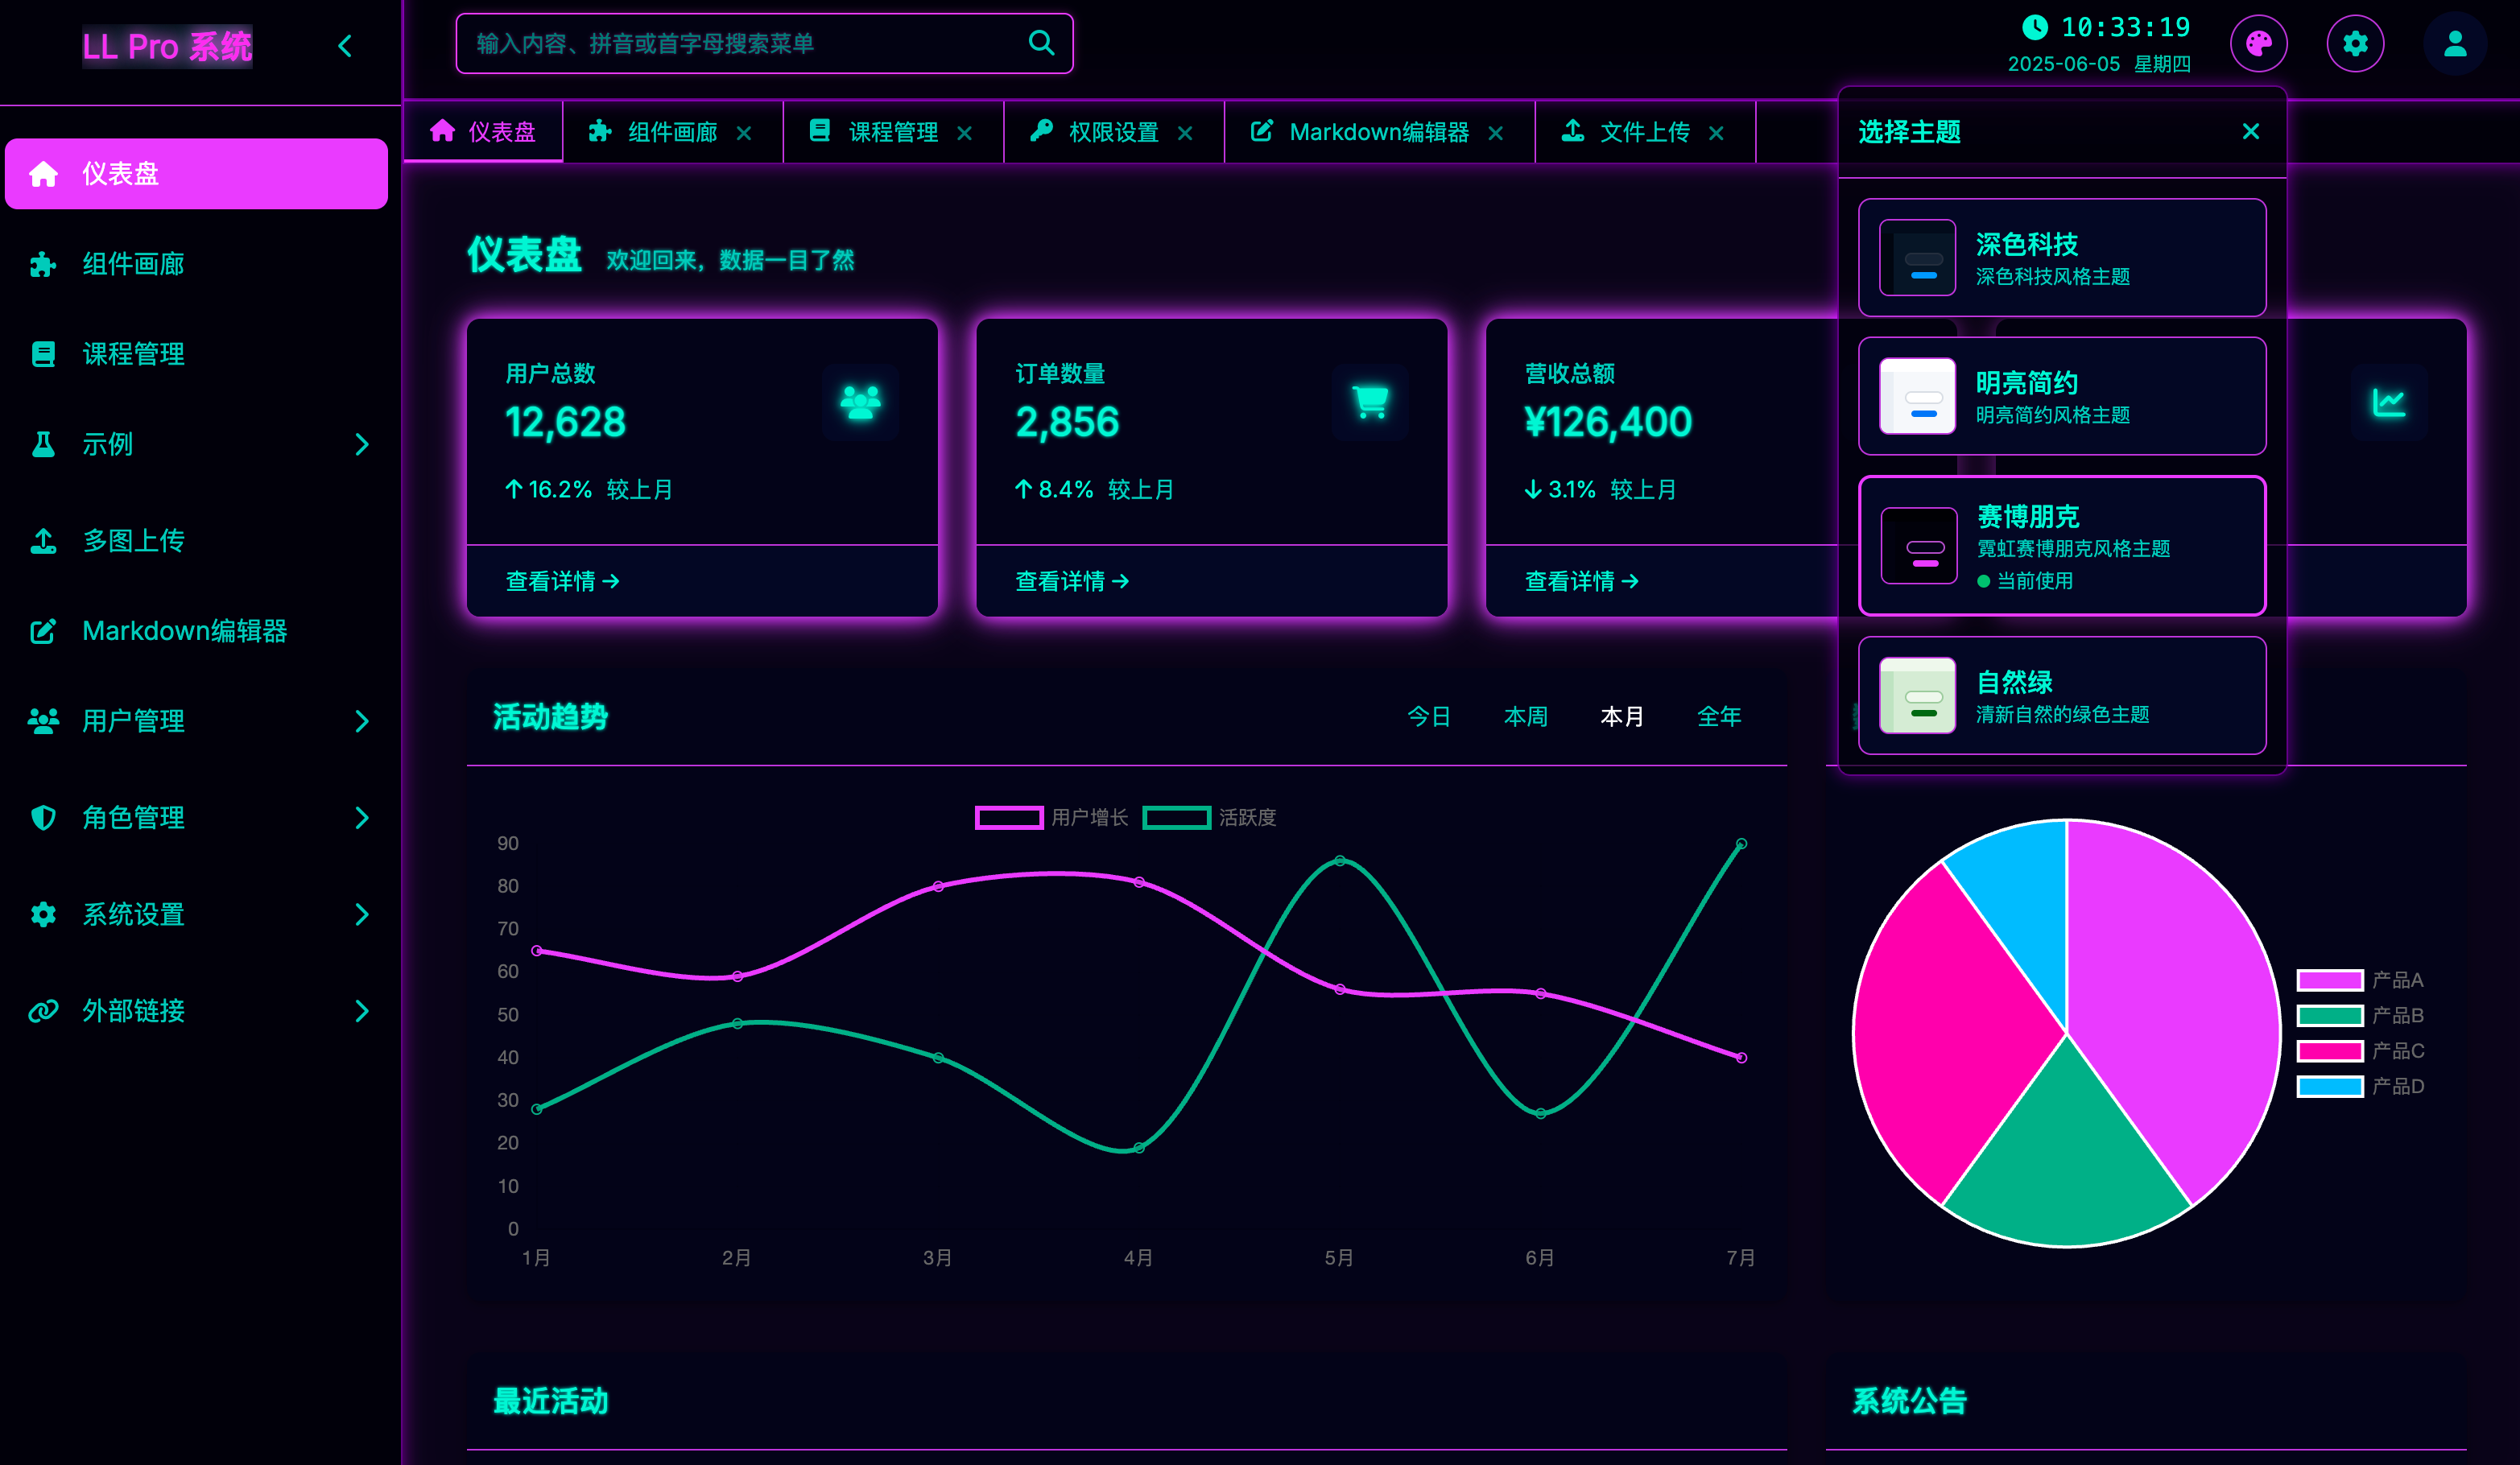 LL Pro 系统
输入内容、拼音或首字母搜索菜单
10:33:19
2025-06-05 星期四
仪表盘
组件画廊
课程管理
示例
多图上传
Markdown编辑器
用户管理
角色管理
系统设置
外部链接
仪表盘
组件画廊
课程管理
权限设置
Markdown编辑器
文件上传
选择主题
深色科技
深色科技风格主题
明亮简约
明亮简约风格主题
赛博朋克
霓虹赛博朋克风格主题
当前使用
自然绿
清新自然的绿色主题
仪表盘 欢迎回来，数据一目了然
用户总数
12,628
16.2% 较上月
查看详情
订单数量
2,856
8.4% 较上月
查看详情
营收总额
¥126,400
3.1% 较上月
查看详情
活动趋势
今日 本周 本月 全年
用户增长 活跃度
90
80
70
60
50
40
30
20
10
0
1月 2月 3月 4月 5月 6月 7月
产品A
产品B
产品C
产品D
最近活动
系统公告